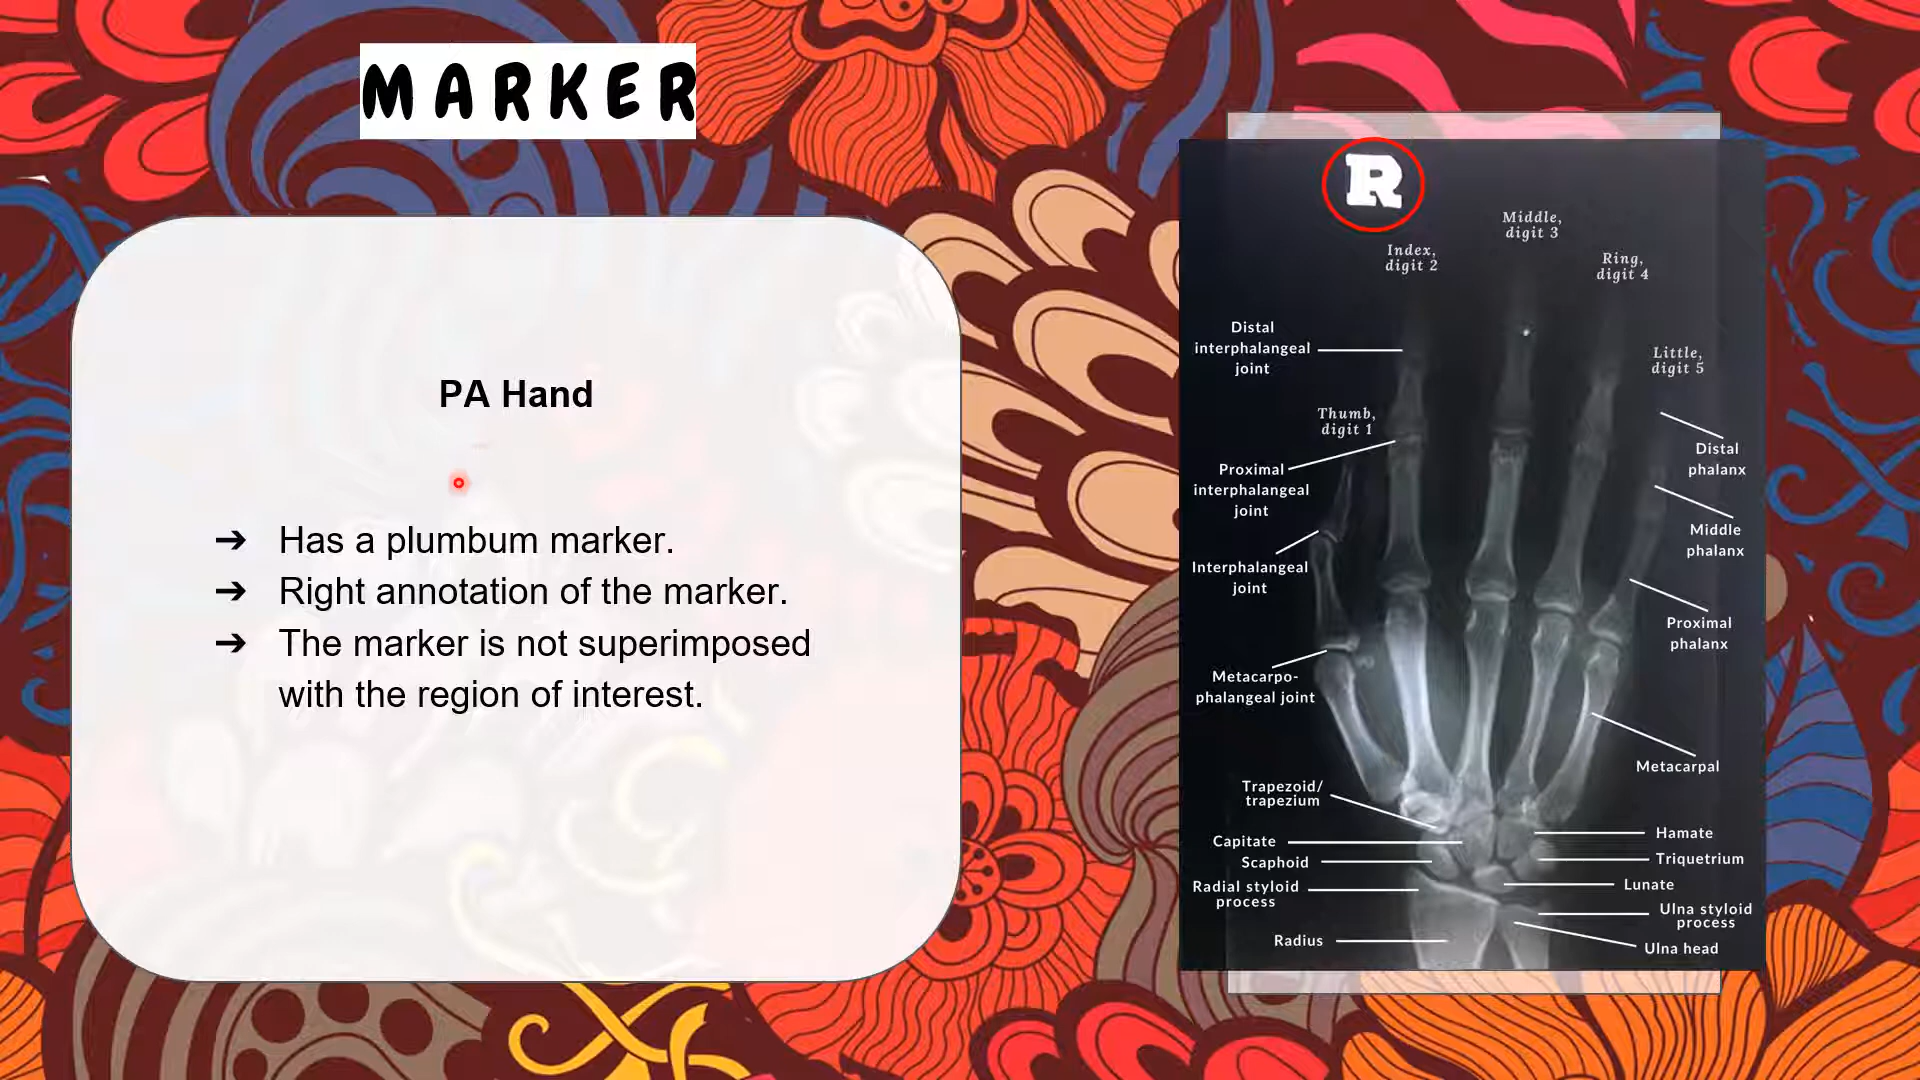 MARKER
PA Hand
➔ Has a plumbum marker.
➔ Right annotation of the marker.
➔ The marker is not superimposed
with the region of interest.
R
Middle,
digit 3
Index,
digit 2
Ring,
digit 4
Distal
interphalangeal
joint
Little,
digit 5
Thumb,
digit 1
Distal
phalanx
Proximal
interphalangeal
joint
Middle
phalanx
Interphalangeal
joint
Proximal
phalanx
Metacarpo-
phalangeal joint
Metacarpal
Trapezoid/
trapezium
Hamate
Capitate
Triquetrium
Scaphoid
Lunate
Radial styloid
process
Ulna styloid
process
Radius
Ulna head